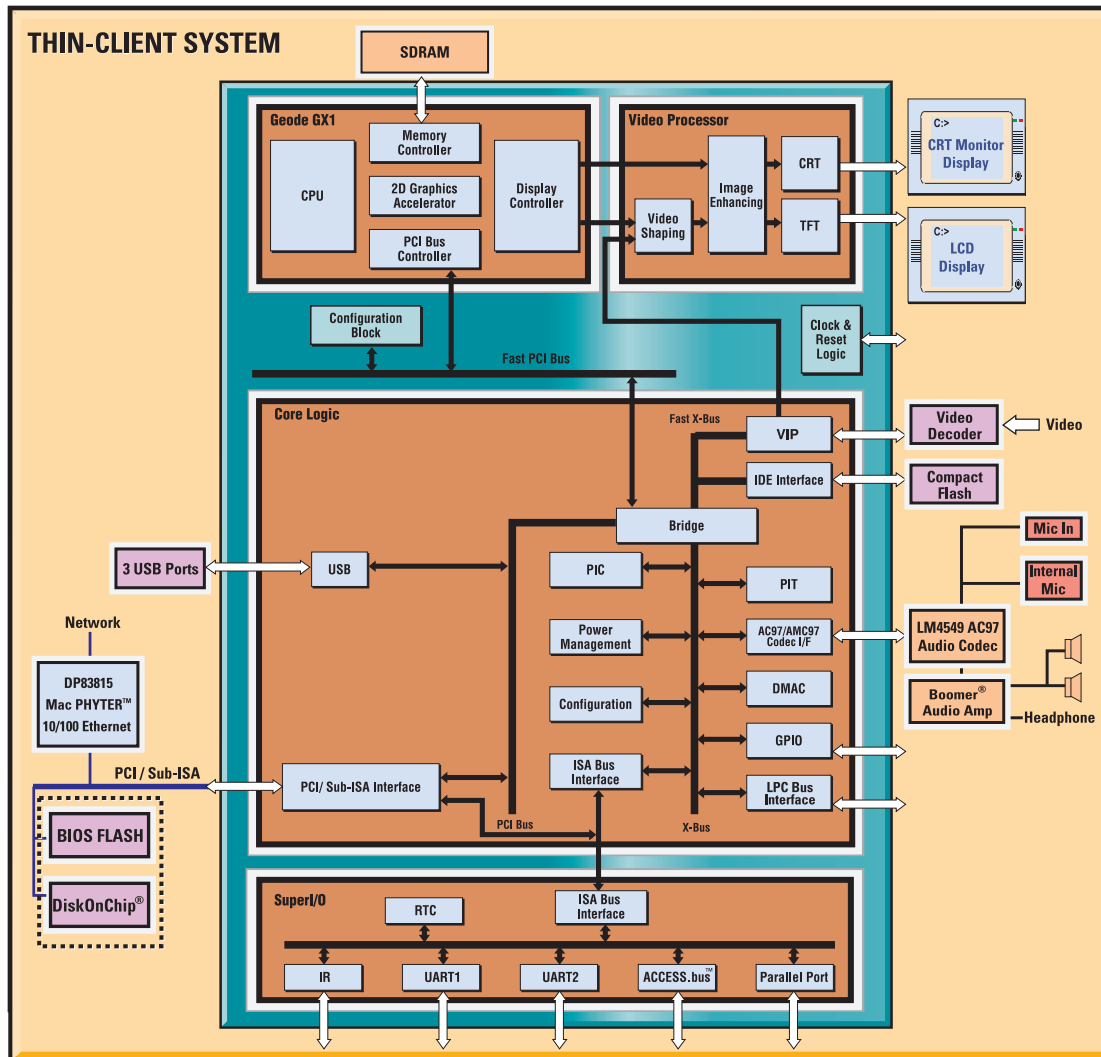 THIN-CLIENT SYSTEM
SDRAM
Geode GX1
CPU
Memory
Controller
2D Graphics
Accelerator
PCI Bus
Controller
Display
Controller
Video Processor
Video
Shaping
Image
Enhancing
CRT
TFT
C:>
CRT Monitor
Display
C:>
LCD
Display
Configuration
Block
Fast PCI Bus
Clock &
Reset
Logic
Core Logic
Fast X-Bus
VIP
IDE Interface
Bridge
USB
PIC
PIT
Power
Management
AC97/AMC97
Codec I/F
Configuration
DMAC
GPIO
ISA Bus
Interface
LPC Bus
Interface
PCI/ Sub-ISA Interface
PCI Bus
X-Bus
Video
Decoder
Video
Compact
Flash
Mic In
Internal
Mic
LM4549 AC97
Audio Codec
Boomer®
Audio Amp
Headphone
3 USB Ports
Network
DP83815
Mac PHYTER™
10/100 Ethernet
PCI / Sub-ISA
BIOS FLASH
DiskOnChip®
SuperI/O
RTC
ISA Bus
Interface
IR
UART1
UART2
ACCESS.bus™
Parallel Port